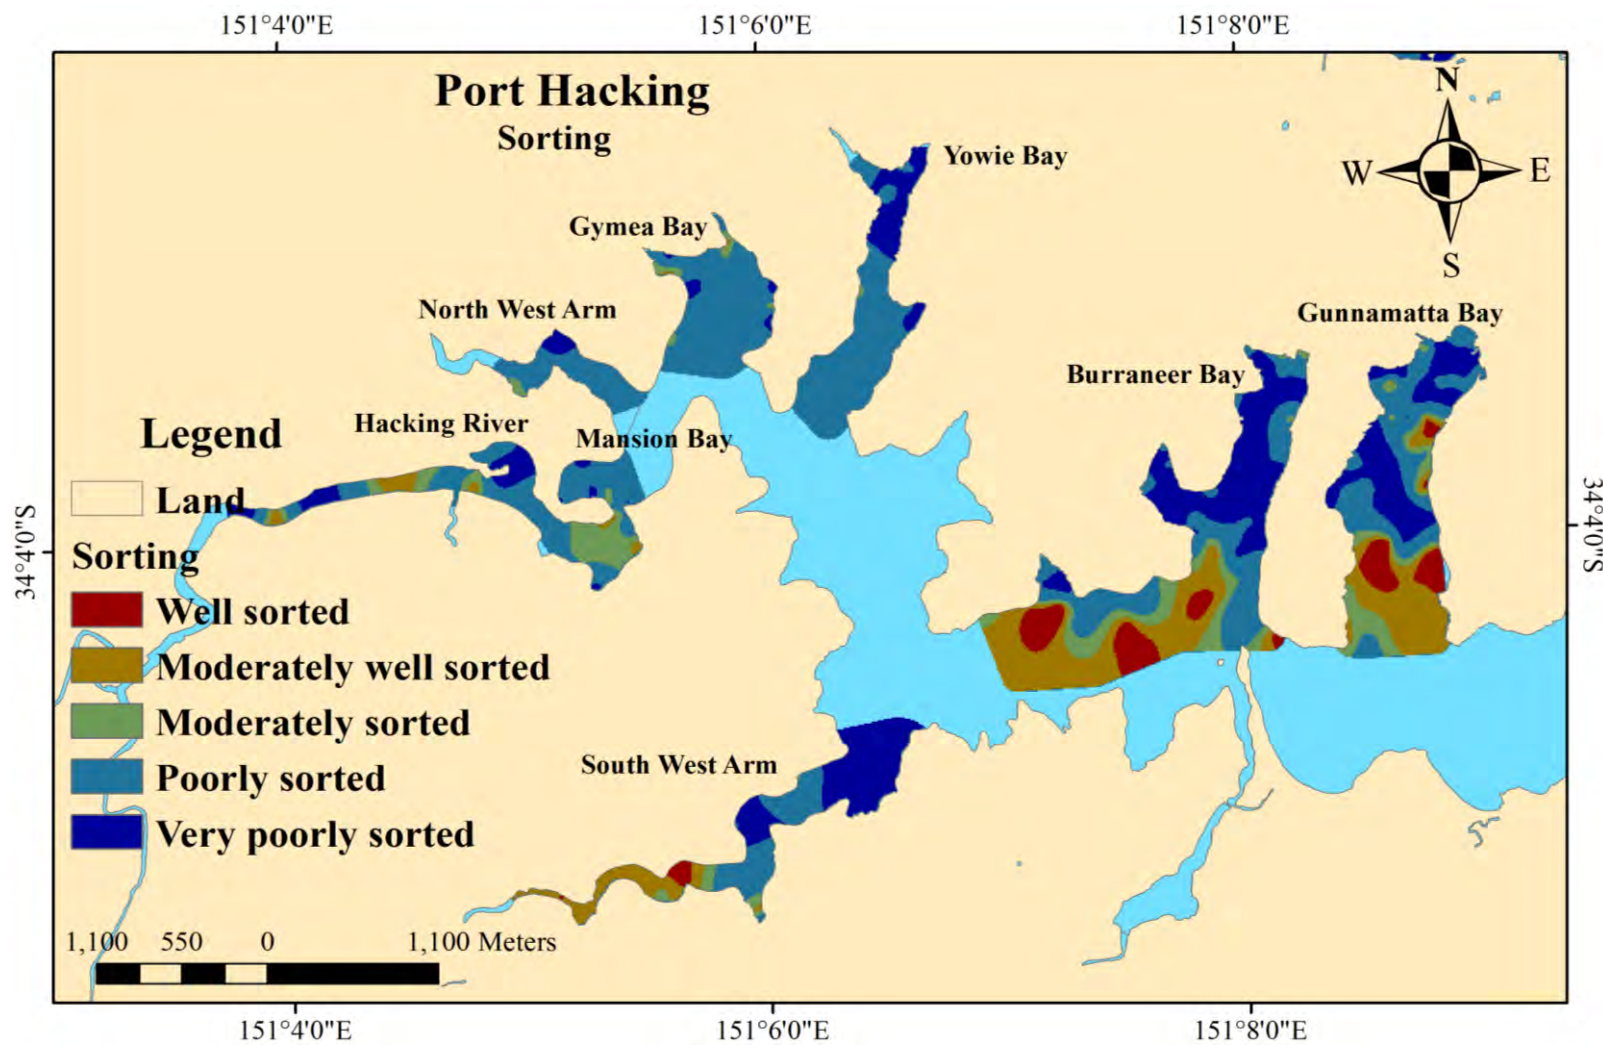 151°4'0"E 151°6'0"E 151°8'0"E
Port Hacking
Sorting
N
W E
S
Yowie Bay
Gymea Bay
North West Arm
Gunnamatta Bay
Burraneer Bay
Hacking River
Mansion Bay
South West Arm
34°4'0"S
34°4'0"S
Legend
Land
Sorting
Well sorted
Moderately well sorted
Moderately sorted
Poorly sorted
Very poorly sorted
1,100 550 0 1,100 Meters
151°4'0"E 151°6'0"E 151°8'0"E